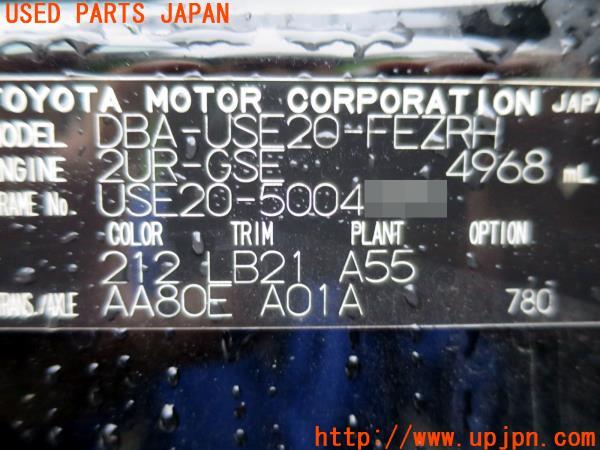 USED PARTS JAPAN
TOYOTA MOTOR CORPORATION JAPA
MODEL DBA-USE20-FEZRH
ENGINE 2UR-GSE 4968 mL
FRAME No. USE20-5004
COLOR TRIM PLANT OPTION
212 LB21 A55
TRANS./AXLE AA80E A01A 780
http://www.upjpn.com